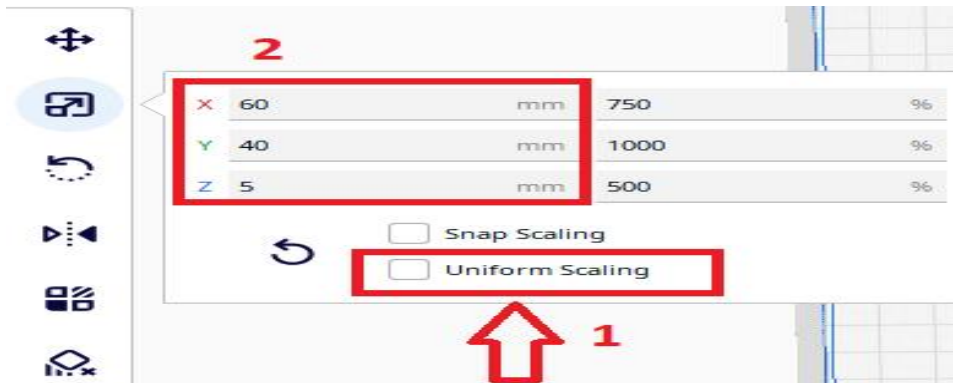 2
X 60 mm 750 %
Y 40 mm 1000 %
Z 5 mm 500 %
Snap Scaling
Uniform Scaling
1